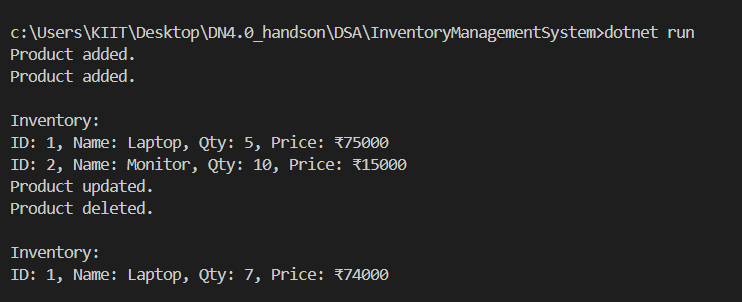 c:\Users\KIIT\Desktop\DN4.0_handson\DSA\InventoryManagementSystem>dotnet run
Product added.
Product added.
Inventory:
ID: 1, Name: Laptop, Qty: 5, Price: ₹75000
ID: 2, Name: Monitor, Qty: 10, Price: ₹15000
Product updated.
Product deleted.
Inventory:
ID: 1, Name: Laptop, Qty: 7, Price: ₹74000